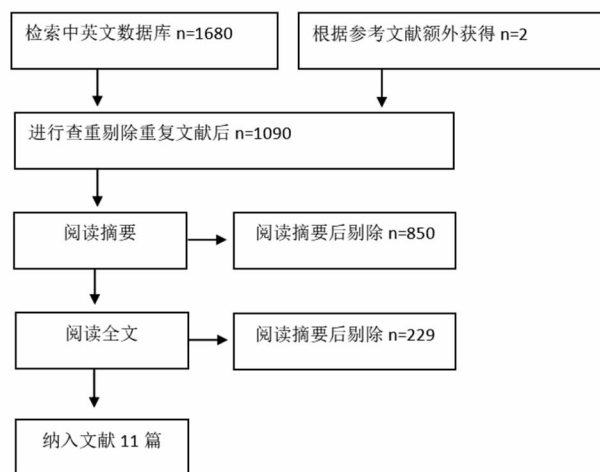 检索中英文数据库 n=1680
根据参考文献额外获得 n=2
进行查重剔除重复文献后 n=1090
阅读摘要
阅读摘要后剔除 n=850
阅读全文
阅读摘要后剔除 n=229
纳入文献 11 篇